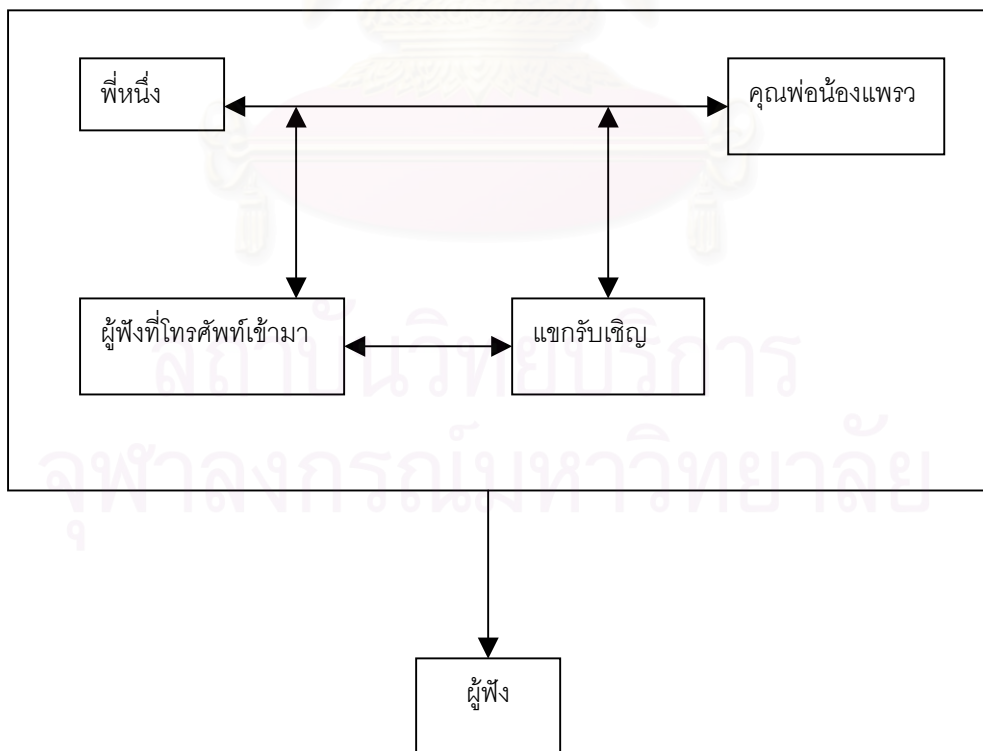 พี่หนึ่ง
คุณพ่อน้องแพรว
ผู้ฟังที่โทรศัพท์เข้ามา
แขกรับเชิญ
สถาบันวิทยบริการ
จุฬาลงกรณ์มหาวิทยาลัย
ผู้ฟัง